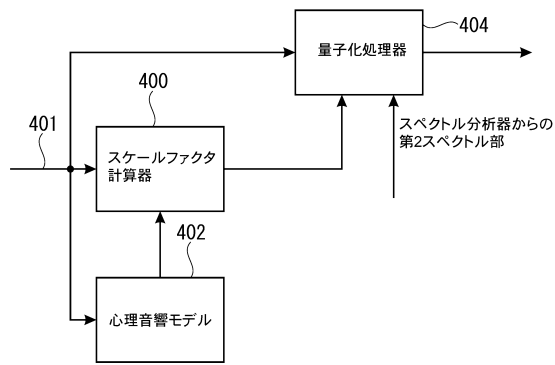 404
量子化処理器
400
401
スペクトル分析器からの
第2スペクトル部
スケールファクタ
計算器
402
心理音響モデル